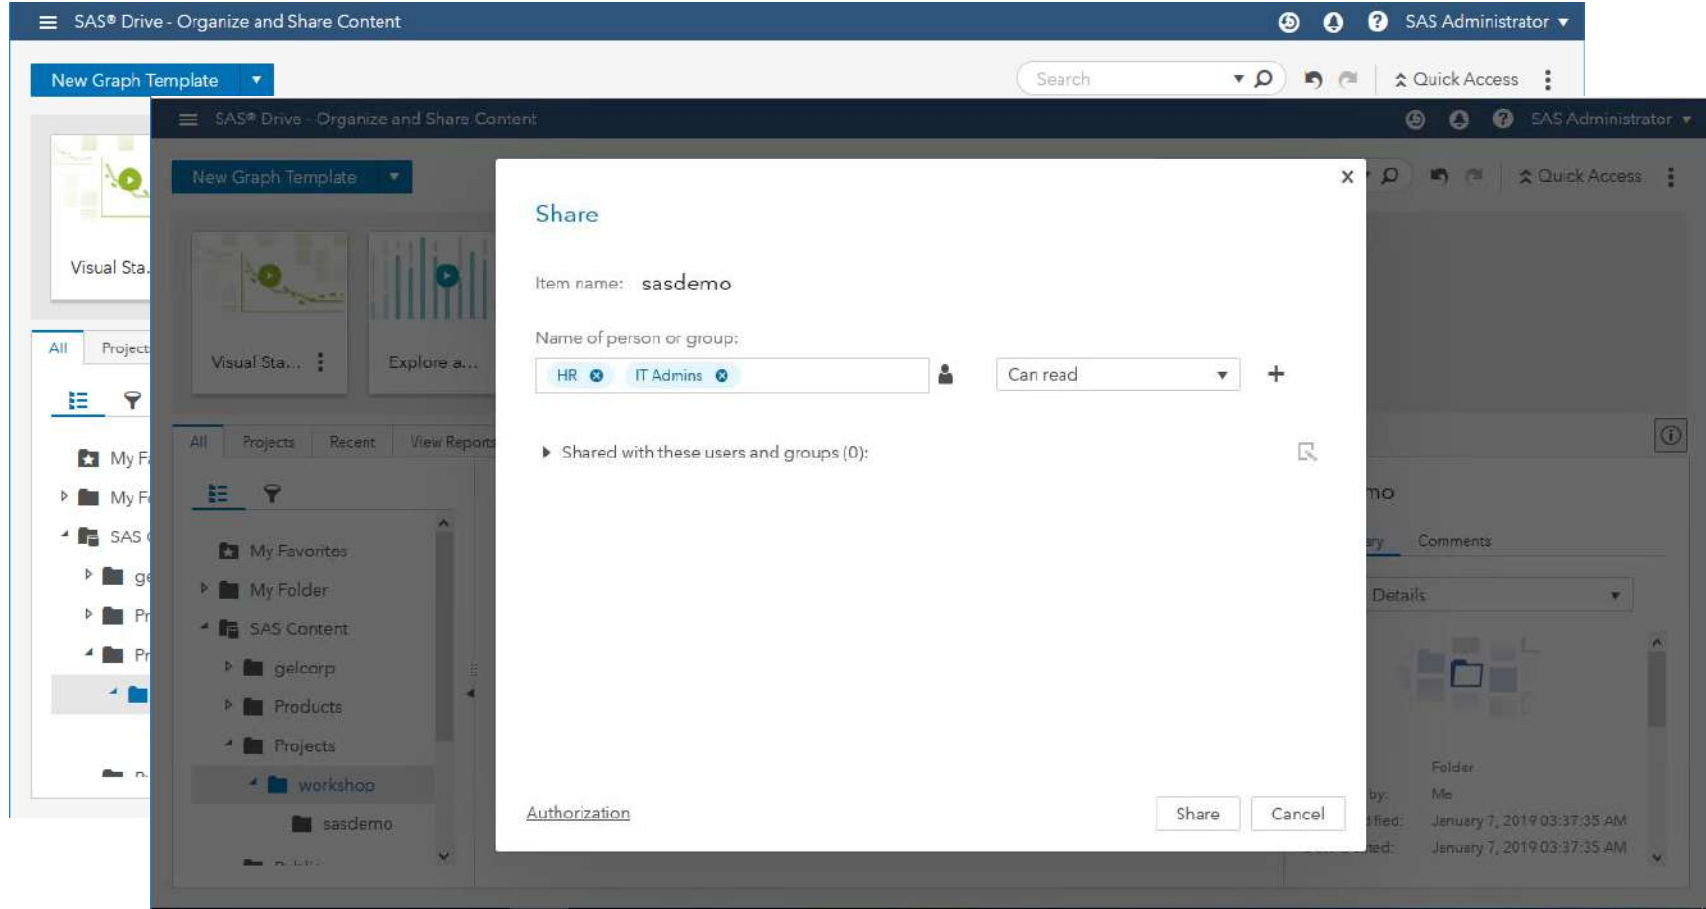 SAS® Drive - Organize and Share Content
SAS Administrator
New Graph Template
Search
Quick Access
Visual Sta...
All
My
SAS
SAS® Drive - Organize and Share Content
SAS Administrator
New Graph Template
Quick Access
Visual Sta...
Explore a...
All Projects Recent View Reports
My Favorites
My Folder
SAS Content
gelcorp
Products
Projects
workshop
sasdemo
Share
Item name: sasdemo
Name of person or group:
HR IT Admins Can read
Shared with these users and groups (0):
Authorization
Share Cancel
Comments
Details
Folder
by: Me
January 7, 2019 03:37:35 AM
January 7, 2019 03:37:35 AM